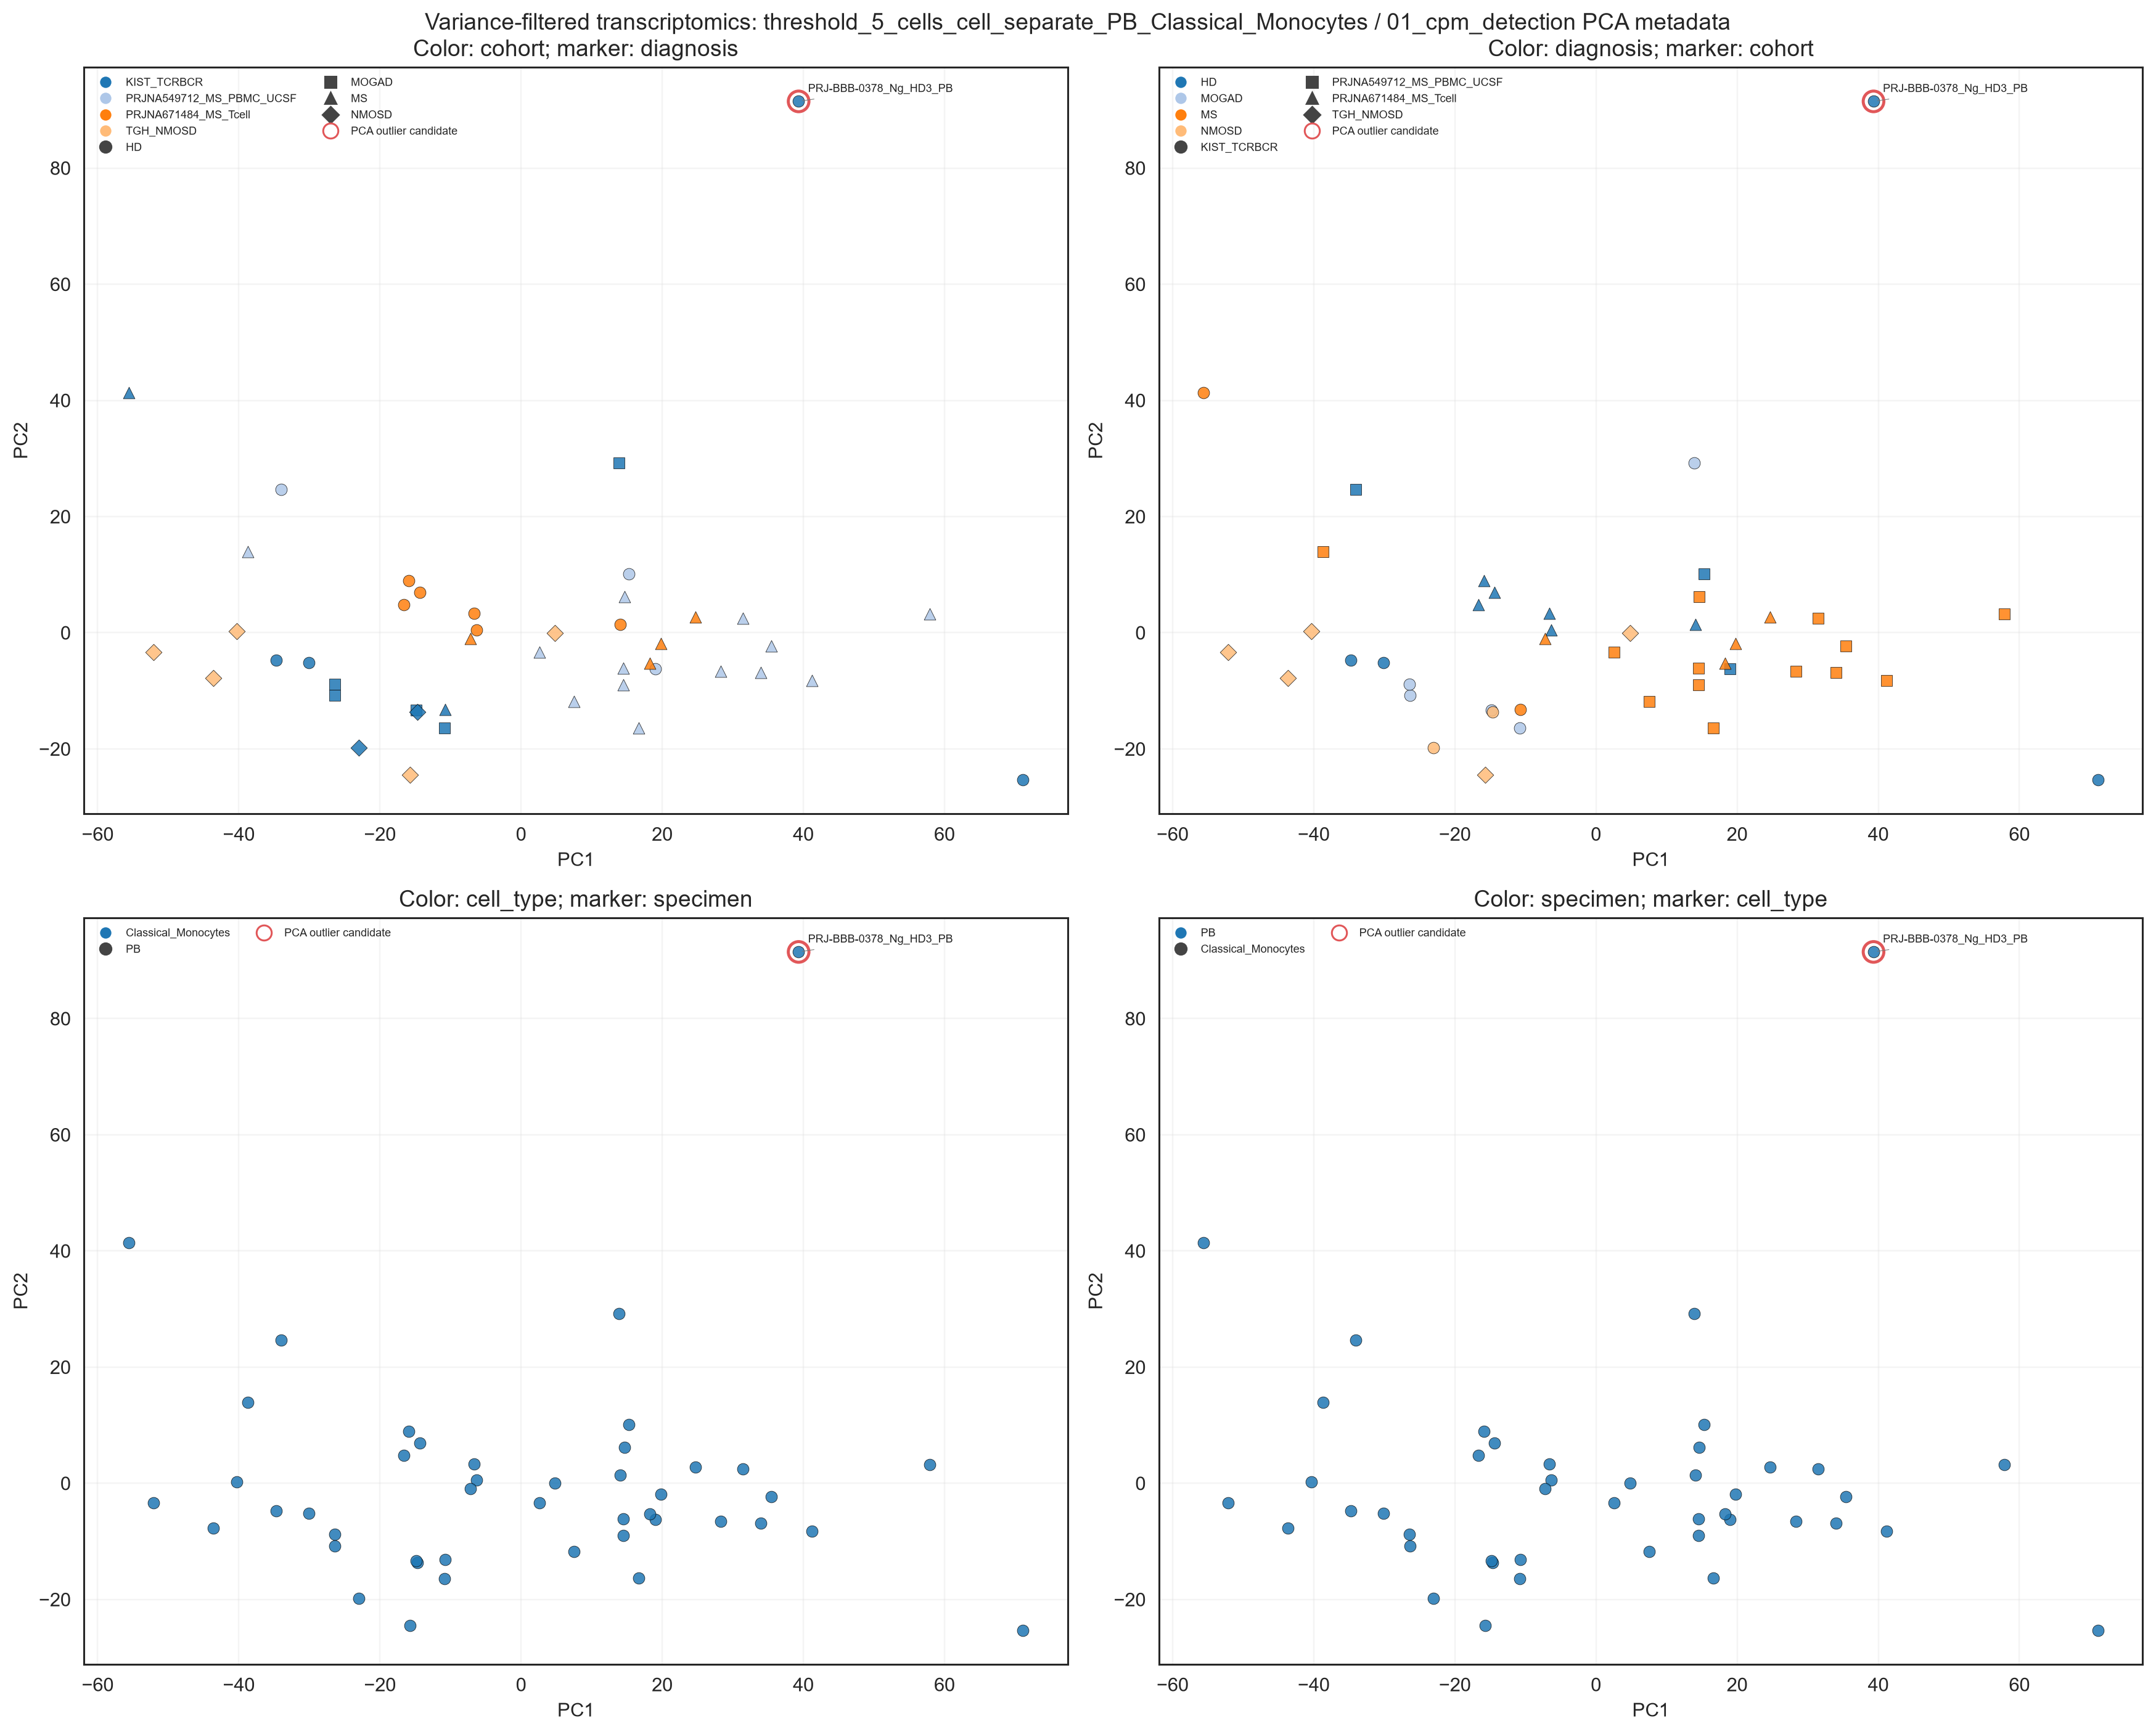 Variance-filtered transcriptomics: threshold_5_cells_cell_separate_PB_Classical_Monocytes / 01_cpm_detection PCA metadata
Color: cohort; marker: diagnosis
KIST_TCRBCR
PRJNA549712_MS_PBMC_UCSF
PRJNA671484_MS_Tcell
TGH_NMOSD
HD
MOGAD
MS
NMOSD
PCA outlier candidate
PRJ-BBB-0378_Ng_HD3_PB
PC2
80
60
40
20
0
−20
−60 −40 −20 0 20 40 60
PC1
Color: diagnosis; marker: cohort
HD
MOGAD
MS
NMOSD
KIST_TCRBCR
PRJNA549712_MS_PBMC_UCSF
PRJNA671484_MS_Tcell
TGH_NMOSD
PCA outlier candidate
PRJ-BBB-0378_Ng_HD3_PB
PC2
80
60
40
20
0
−20
−60 −40 −20 0 20 40 60
PC1
Color: cell_type; marker: specimen
Classical_Monocytes
PB
PCA outlier candidate
PRJ-BBB-0378_Ng_HD3_PB
PC2
80
60
40
20
0
−20
−60 −40 −20 0 20 40 60
PC1
Color: specimen; marker: cell_type
PB
Classical_Monocytes
PCA outlier candidate
PRJ-BBB-0378_Ng_HD3_PB
PC2
80
60
40
20
0
−20
−60 −40 −20 0 20 40 60
PC1